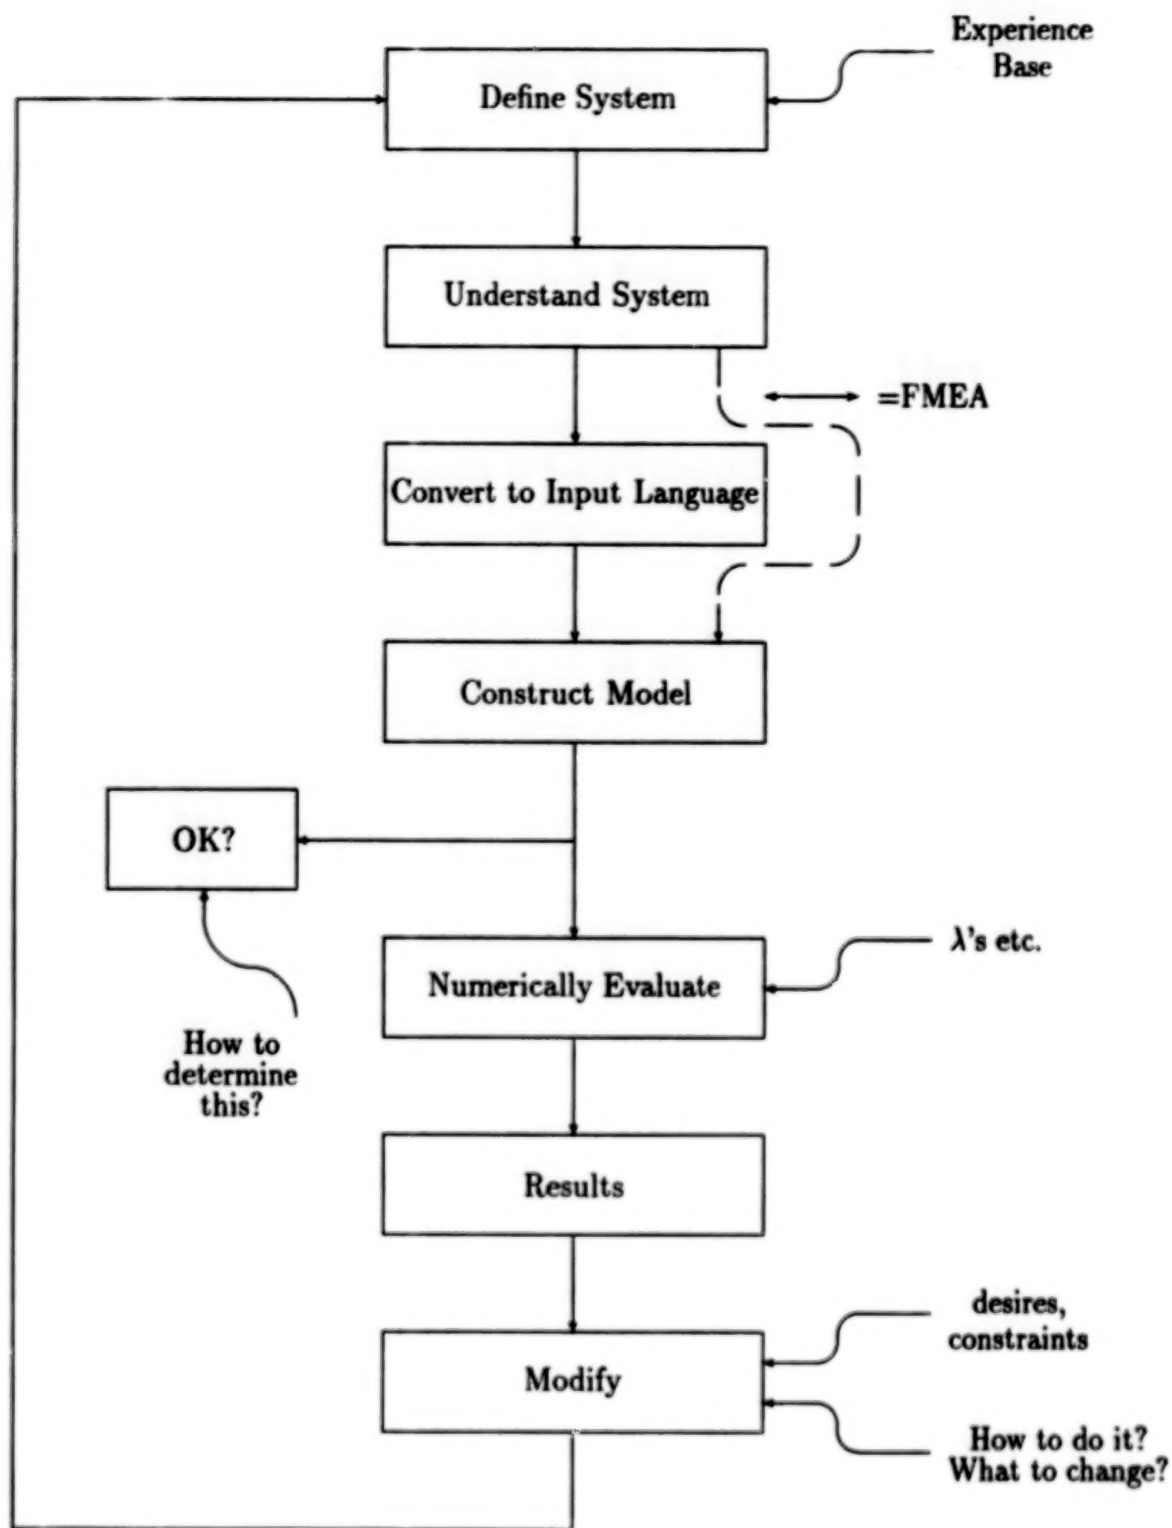 Experience
Base
Define System
Understand System
=FMEA
Convert to Input Language
Construct Model
OK?
λ's etc.
Numerically Evaluate
How to
determine
this?
Results
desires,
constraints
Modify
How to do it?
What to change?